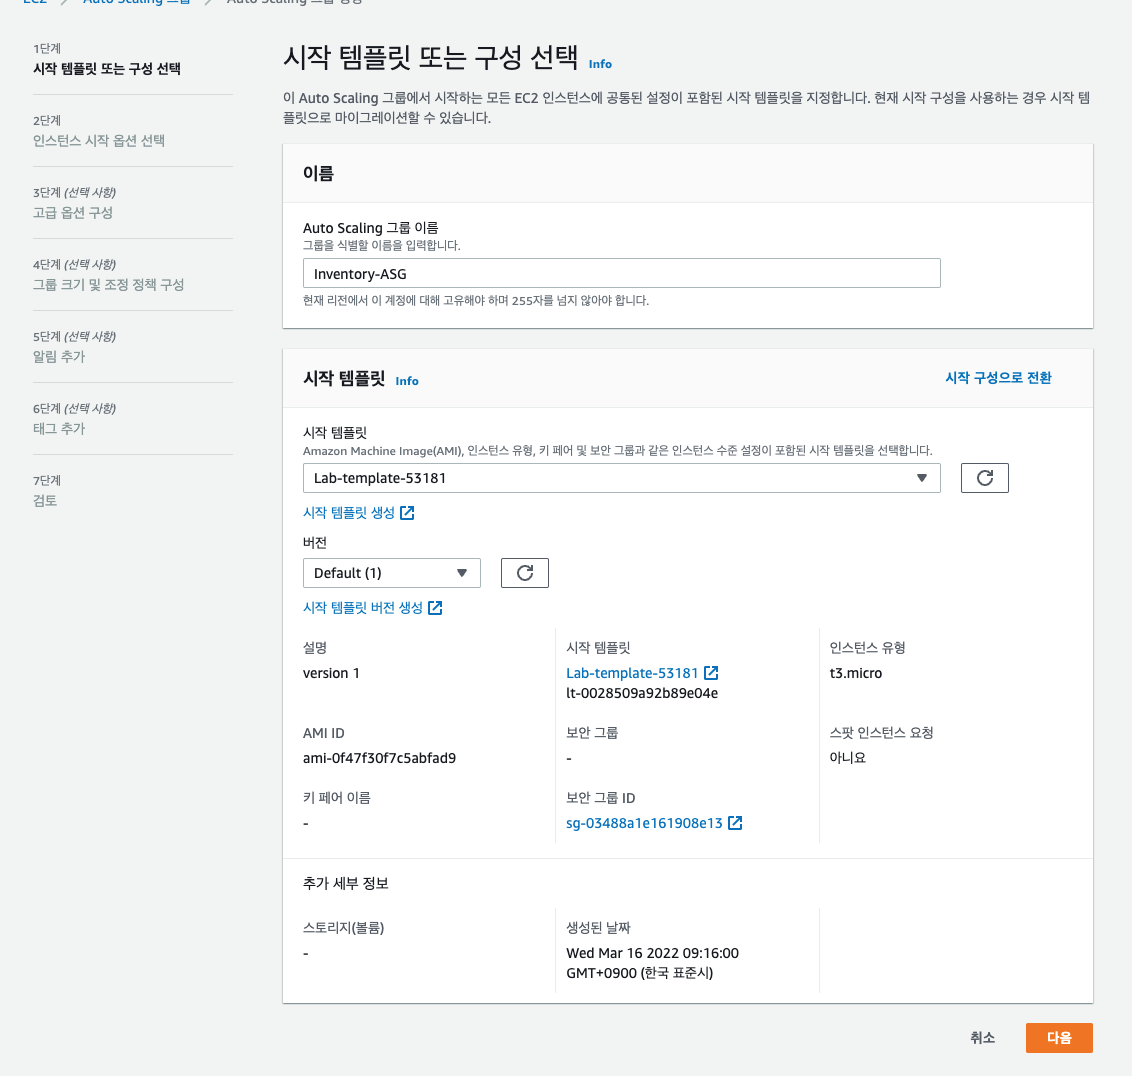 EC2 > Auto Scaling 그룹 > Auto Scaling 그룹 생성
1단계
시작 템플릿 또는 구성 선택
2단계
인스턴스 시작 옵션 선택
3단계 (선택 사항)
고급 옵션 구성
4단계 (선택 사항)
그룹 크기 및 조정 정책 구성
5단계 (선택 사항)
알림 추가
6단계 (선택 사항)
태그 추가
7단계
검토
시작 템플릿 또는 구성 선택 Info
이 Auto Scaling 그룹에서 시작하는 모든 EC2 인스턴스에 공통된 설정이 포함된 시작 템플릿을 지정합니다. 현재 시작 구성을 사용하는 경우 시작 템
플릿으로 마이그레이션할 수 있습니다.
이름
Auto Scaling 그룹 이름
그룹을 식별할 이름을 입력합니다.
Inventory-ASG
현재 리전에서 이 계정에 대해 고유해야 하며 255자를 넘지 않아야 합니다.
시작 템플릿 Info
시작 구성으로 전환
시작 템플릿
Amazon Machine Image(AMI), 인스턴스 유형, 키 페어 및 보안 그룹과 같은 인스턴스 수준 설정이 포함된 시작 템플릿을 선택합니다.
Lab-template-53181
시작 템플릿 생성
버전
Default (1)
시작 템플릿 버전 생성
설명
version 1
시작 템플릿
Lab-template-53181
lt-0028509a92b89e04e
인스턴스 유형
t3.micro
AMI ID
ami-0f47f30f7c5abfad9
보안 그룹
-
스팟 인스턴스 요청
아니요
키 페어 이름
-
보안 그룹 ID
sg-03488a1e161908e13
추가 세부 정보
스토리지(볼륨)
-
생성된 날짜
Wed Mar 16 2022 09:16:00
GMT+0900 (한국 표준시)
취소
다음